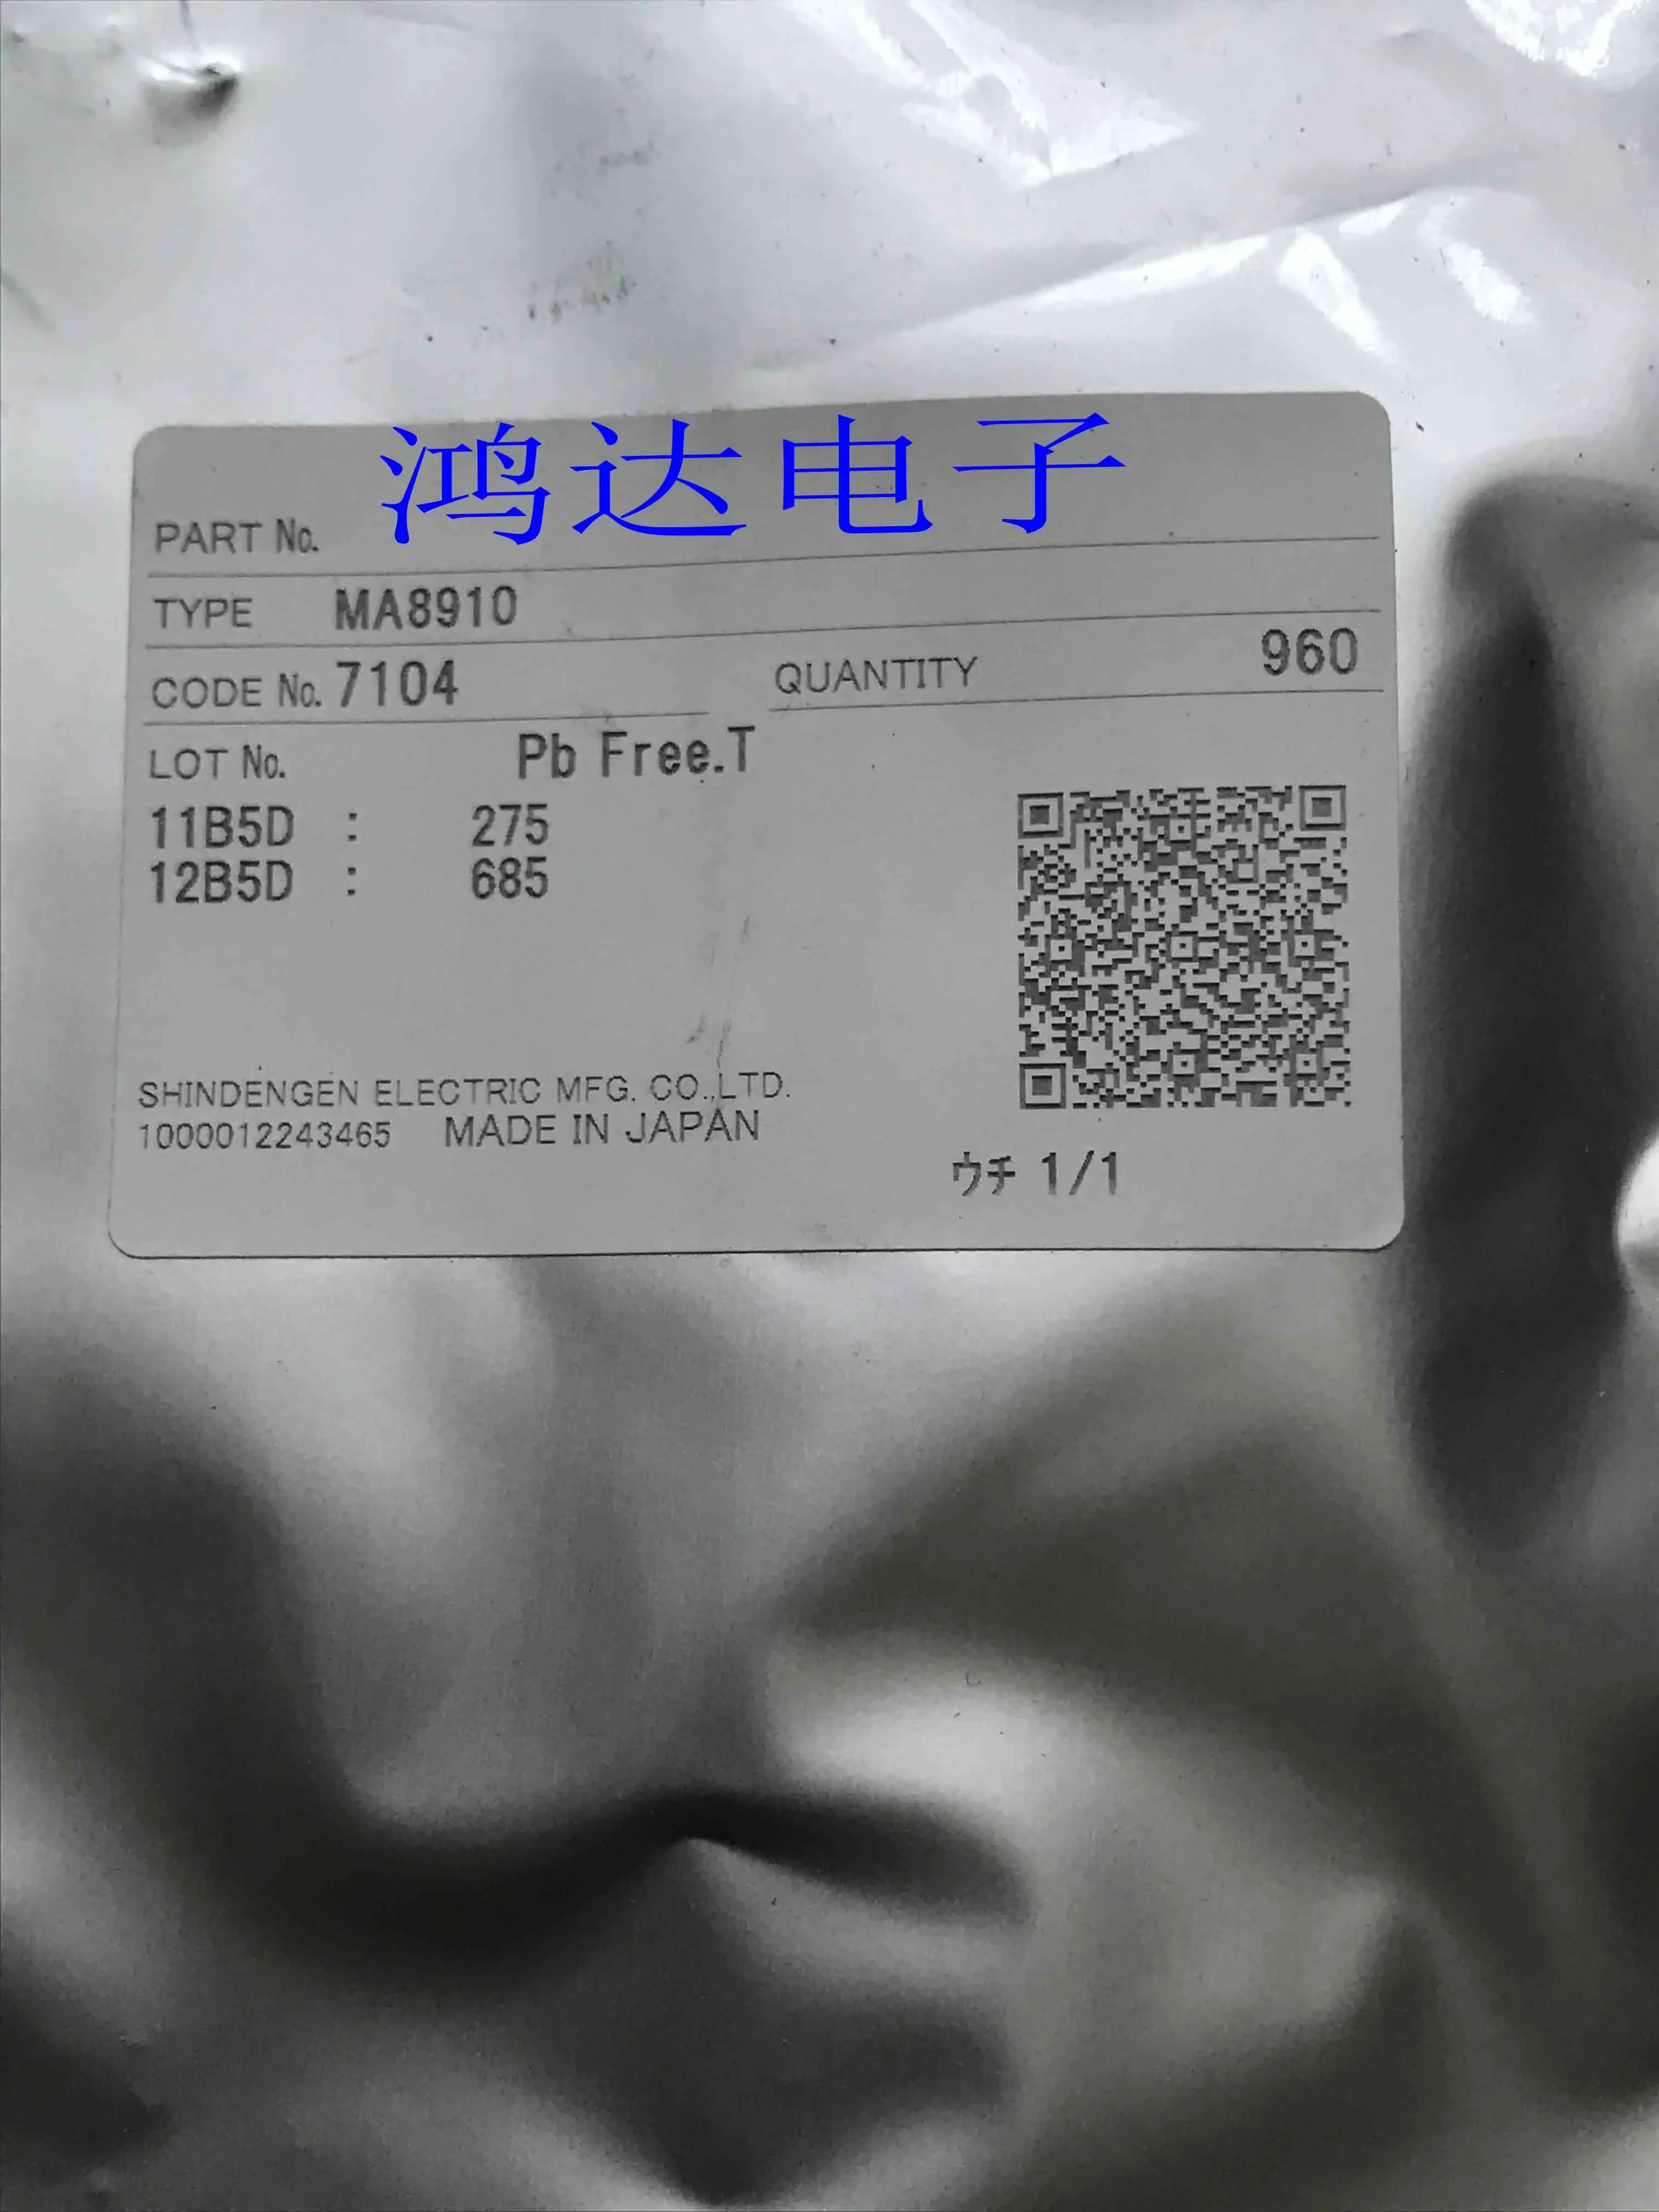 鸿达电子
PART No.
TYPE MA8910
CODE No. 7104 QUANTITY 960
LOT No. Pb Free.T
11B5D : 275
12B5D : 685
SHINDENGEN ELECTRIC MFG. CO.,LTD.
1000012243465 MADE IN JAPAN
ウチ 1/1